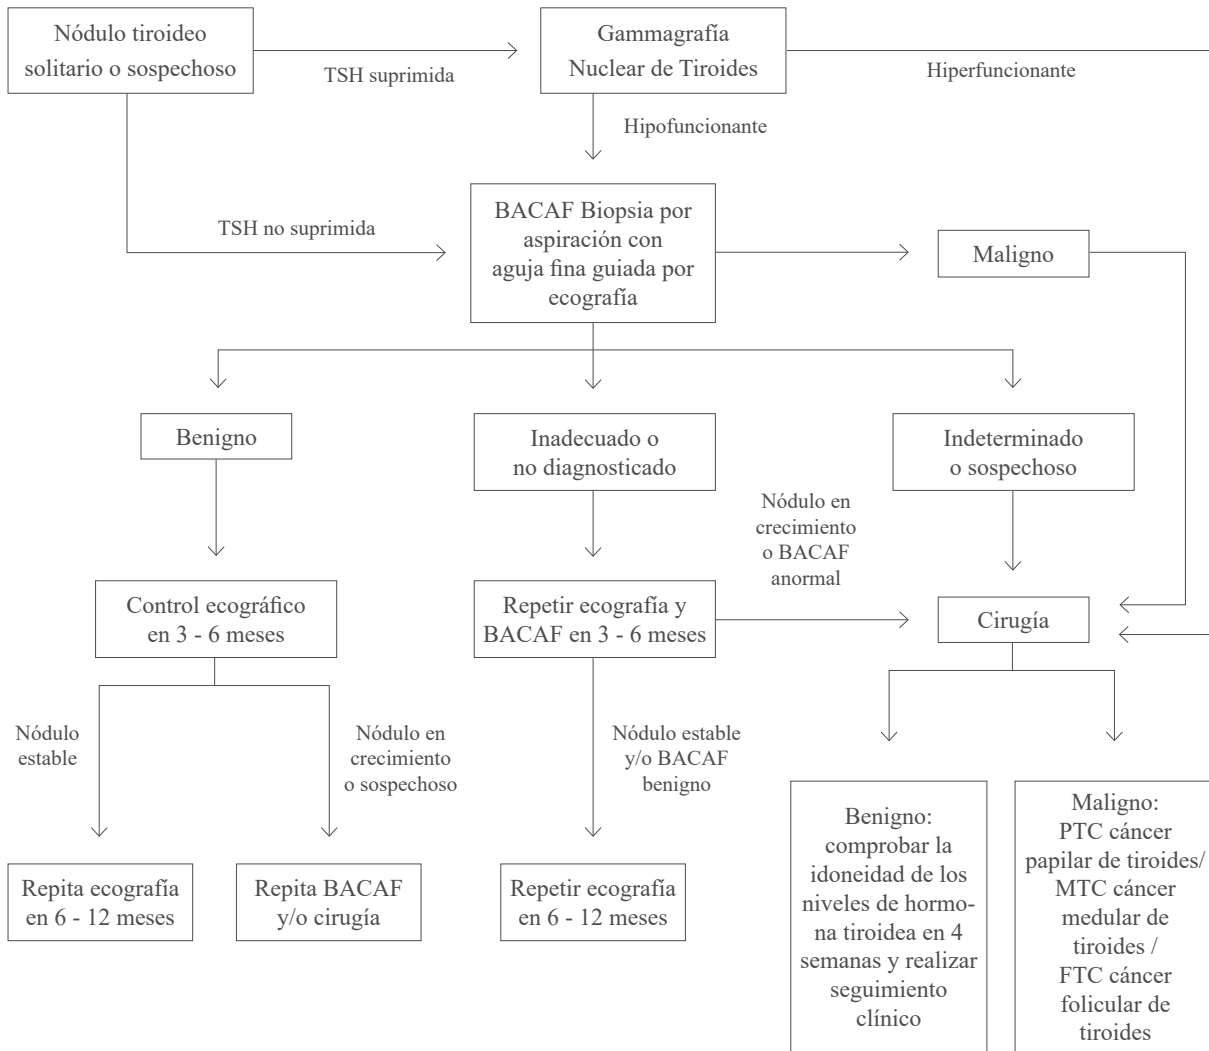 Nódulo tiroideo
solitario o sospechoso
TSH suprimida
Gammagrafía
Nuclear de Tiroides
Hiperfuncionante
Hipofuncionante
TSH no suprimida
BACAF Biopsia por
aspiración con
aguja fina guiada por
ecografía
Maligno
Benigno
Inadecuado o
no diagnosticado
Indeterminado
o sospechoso
Nódulo en
crecimiento
o BACAF
anormal
Control ecográfico
en 3 - 6 meses
Repetir ecografía y
BACAF en 3 - 6 meses
Cirugía
Nódulo
estable
Nódulo en
crecimiento
o sospechoso
Nódulo estable
y/o BACAF
benigno
Repita ecografía
en 6 - 12 meses
Repita BACAF
y/o cirugía
Repetir ecografía
en 6 - 12 meses
Benigno:
comprobar la
idoneidad de los
niveles de hormo-
na tiroidea en 4
semanas y realizar
seguimiento
clínico
Maligno:
PTC cáncer
papilar de tiroides/
MTC cáncer
medular de
tiroides /
FTC cáncer
folicular de
tiroides